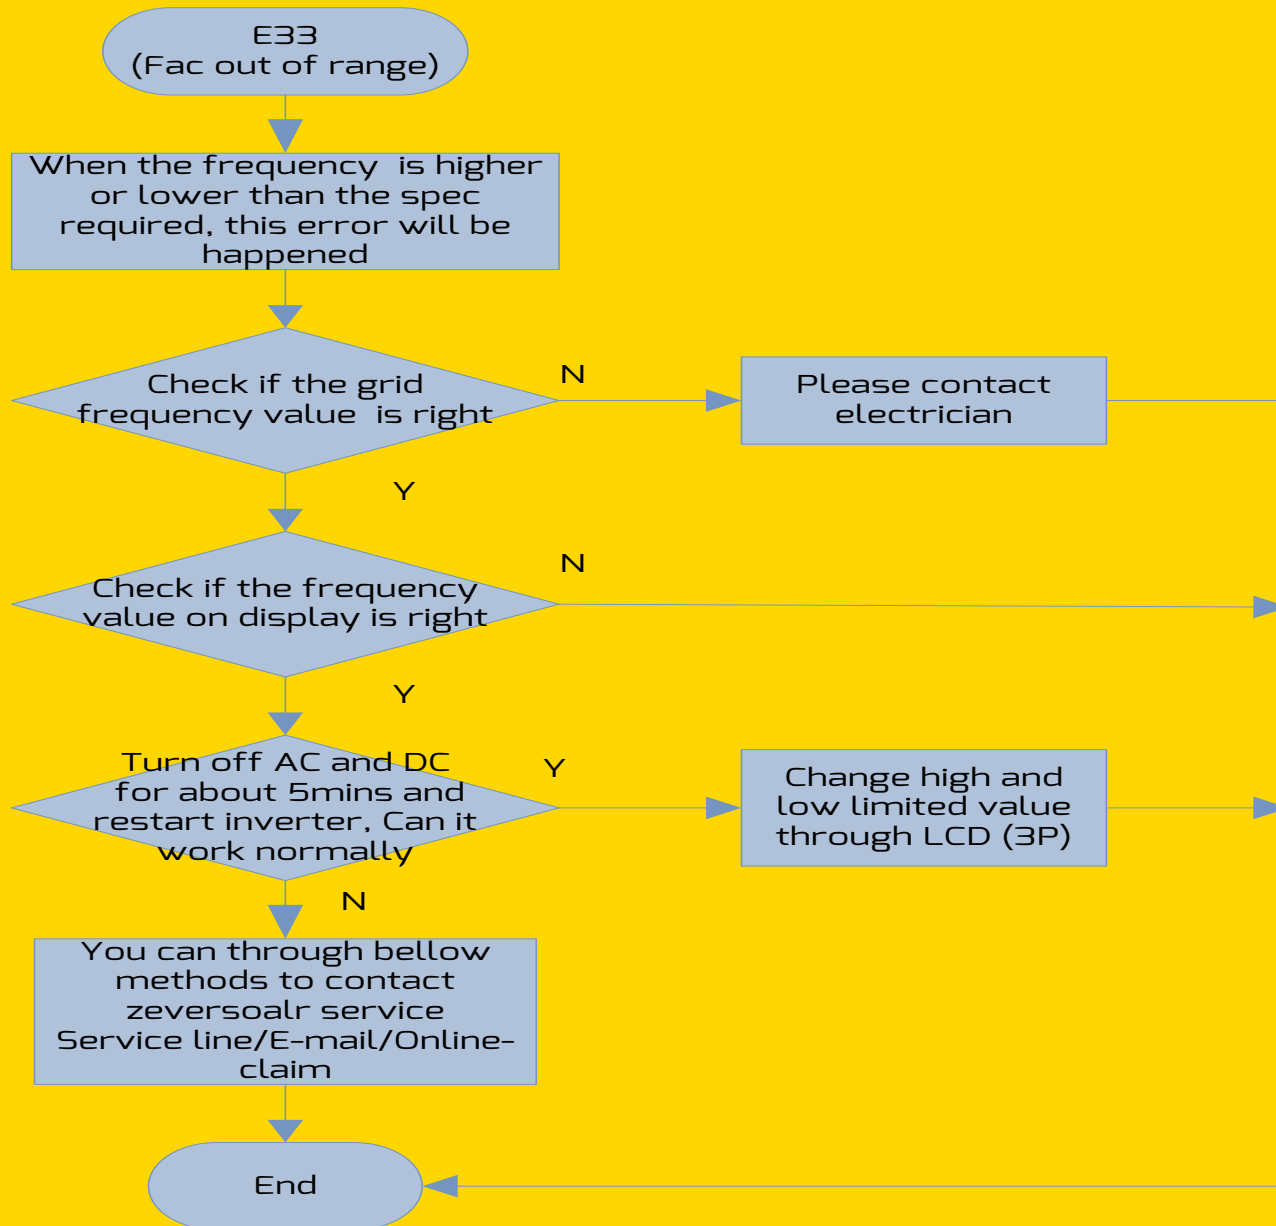 E33
(Fac out of range)
When the frequency is higher
or lower than the spec
required, this error will be
happened
Check if the grid
frequency value is right
N
Please contact
electrician
Y
Check if the frequency
value on display is right
N
Y
Turn off AC and DC
for about 5mins and
restart inverter, Can it
work normally
Y
Change high and
low limited value
through LCD (3P)
N
You can through bellow
methods to contact
zeversoalr service
Service line/E-mail/Online-
claim
End